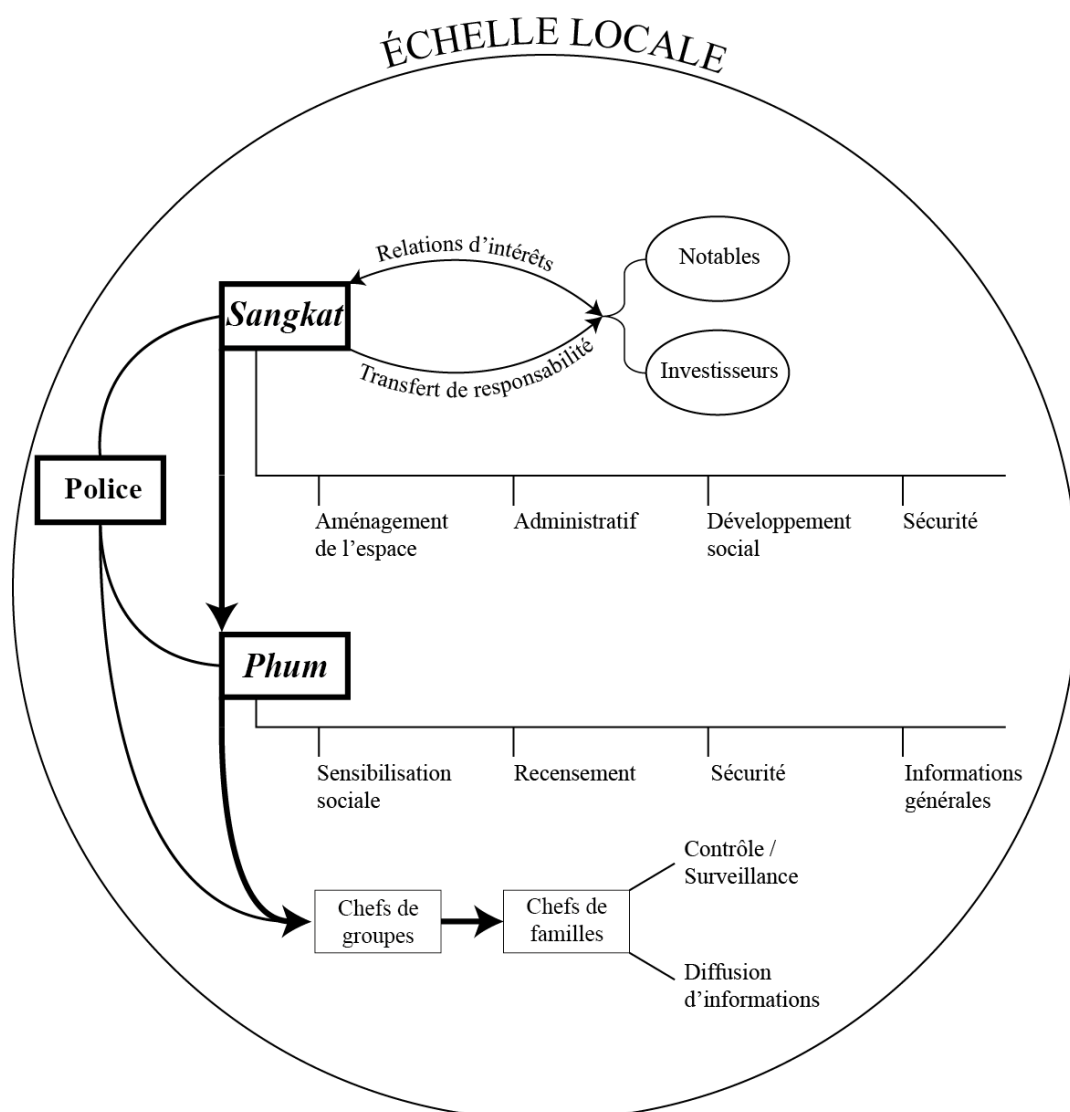 ÉCHELLE LOCALE
Relations d’intérêts
Notables
Sangkat
Transfert de responsabilité
Investisseurs
Police
Aménagement
de l’espace
Administratif
Développement
social
Sécurité
Phum
Sensibilisation
sociale
Recensement
Sécurité
Informations
générales
Contrôle /
Surveillance
Chefs de
groupes
Chefs de
familles
Diffusion
d’informations